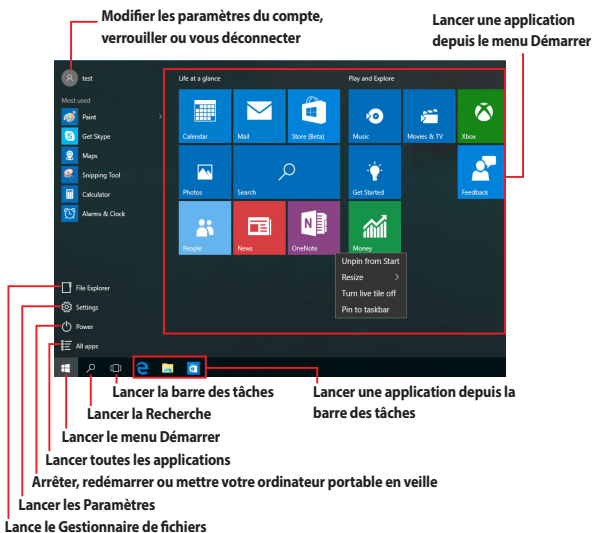 Modifier les paramètres du compte,
verrouiller ou vous déconnecter
Lancer une application
depuis le menu Démarrer
test
Most used
Paint
Get Skype
Maps
Snipping Tool
Calculator
Alarms & Clock
File Explorer
Settings
Power
All apps
Life at a glance
Play and Explore
Calendar
Mail
Store (Beta)
Music
Movies & TV
Xbox
Photos
Search
Get Started
Feedback
People
News
OneNote
Money
Unpin from Start
Resize
Turn live tile off
Pin to taskbar
Lancer la barre des tâches
Lancer une application depuis la
barre des tâches
Lancer la Recherche
Lancer le menu Démarrer
Lancer toutes les applications
Arrêter, redémarrer ou mettre votre ordinateur portable en veille
Lancer les Paramètres
Lance le Gestionnaire de fichiers